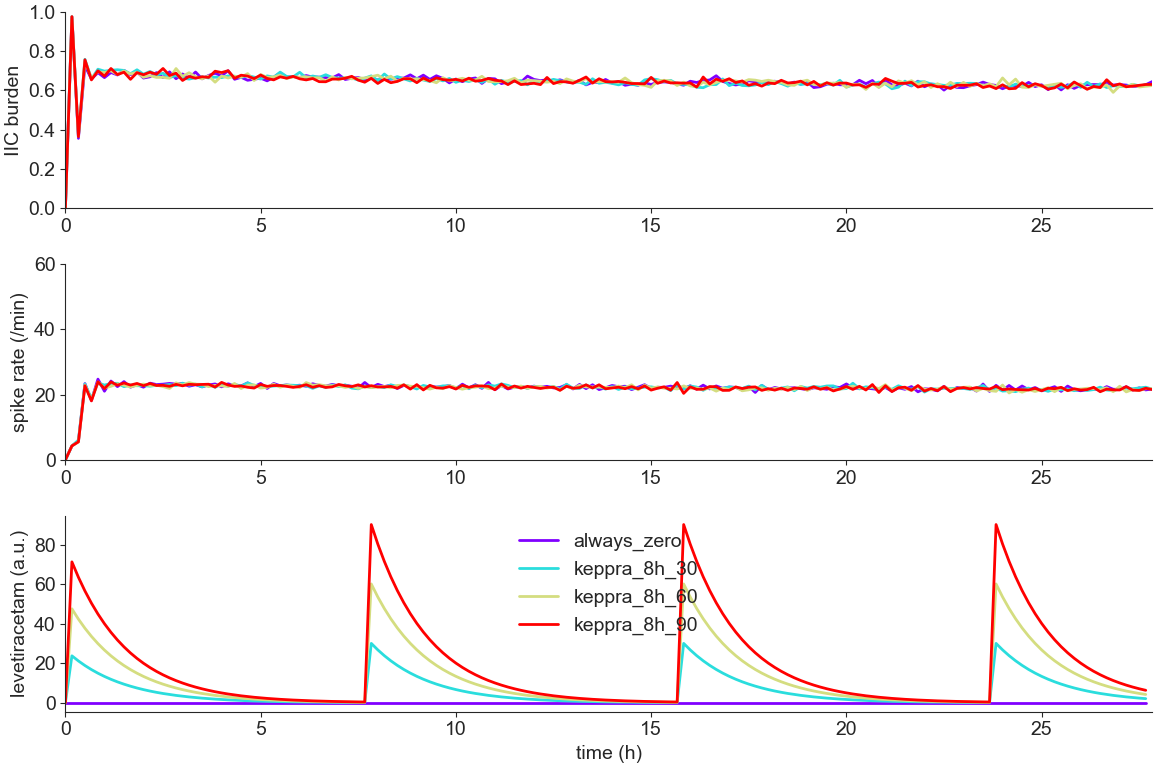 1.0
0.8
0.6
0.4
0.2
0.0
IIC burden
0 5 10 15 20 25
60
40
20
0
spike rate (/min)
0 5 10 15 20 25
80
60
40
20
0
levetiracetam (a.u.)
always_zero
keppra_8h_30
keppra_8h_60
keppra_8h_90
0 5 10 15 20 25
time (h)